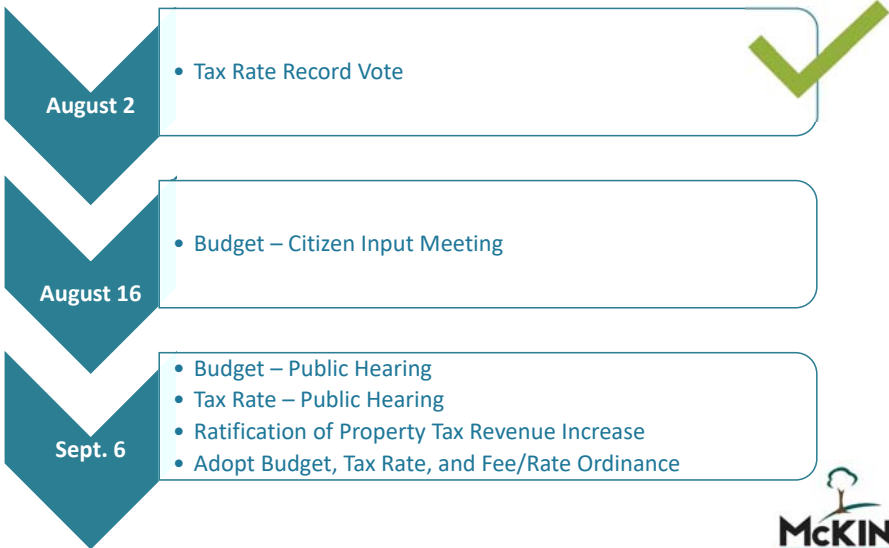 August 2
• Tax Rate Record Vote
August 16
• Budget – Citizen Input Meeting
Sept. 6
• Budget – Public Hearing
• Tax Rate – Public Hearing
• Ratification of Property Tax Revenue Increase
• Adopt Budget, Tax Rate, and Fee/Rate Ordinance
McKIN